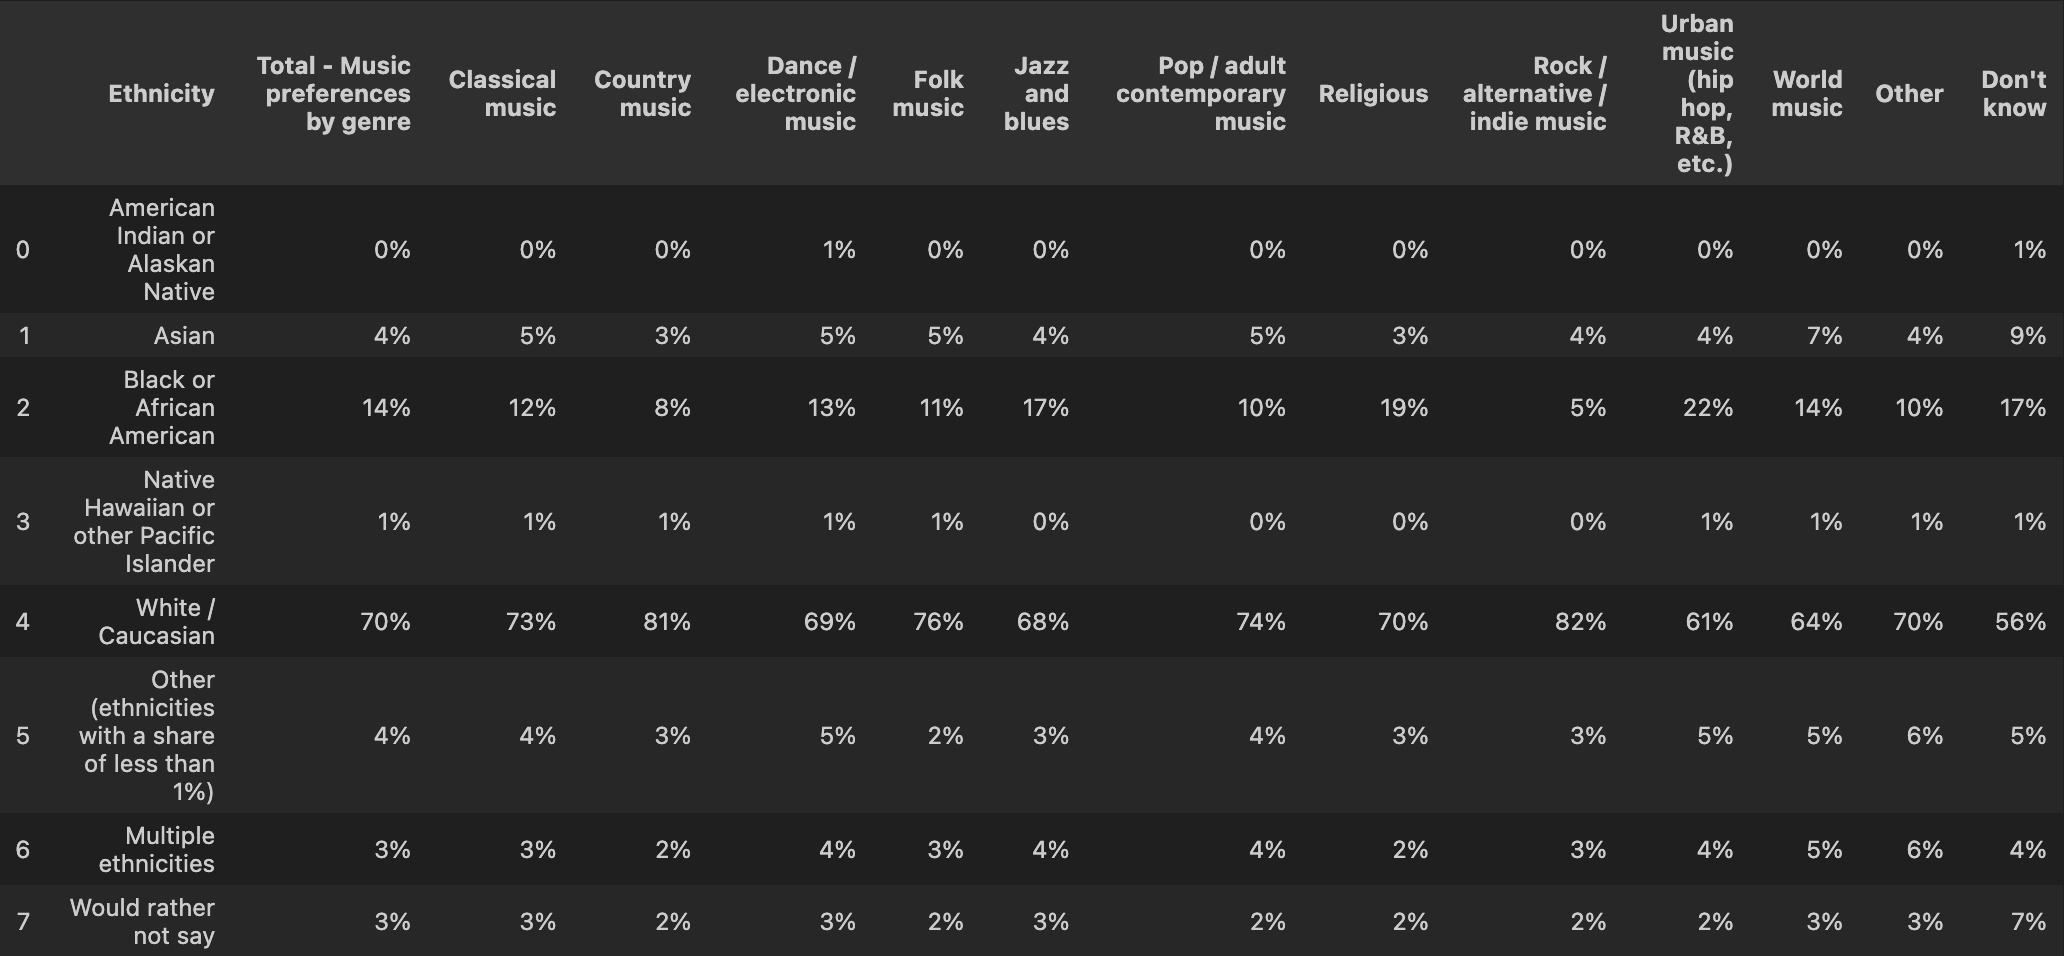 Ethnicity Total - Music preferences by genre Classical music Country music Dance / electronic music Folk music Jazz and blues Pop / adult contemporary music Religious Rock / alternative / indie music Urban music (hip hop, R&B, etc.) World music Other Don't know
0 American Indian or Alaskan Native 0% 0% 0% 1% 0% 0% 0% 0% 0% 0% 0% 0% 1%
1 Asian 4% 5% 3% 5% 5% 4% 5% 3% 4% 4% 7% 4% 9%
2 Black or African American 14% 12% 8% 13% 11% 17% 10% 19% 5% 22% 14% 10% 17%
3 Native Hawaiian or other Pacific Islander 1% 1% 1% 1% 1% 0% 0% 0% 0% 1% 1% 1% 1%
4 White / Caucasian 70% 73% 81% 69% 76% 68% 74% 70% 82% 61% 64% 70% 56%
5 Other (ethnicities with a share of less than 1%) 4% 4% 3% 5% 2% 3% 4% 3% 3% 5% 5% 6% 5%
6 Multiple ethnicities 3% 3% 2% 4% 3% 4% 4% 2% 3% 4% 5% 6% 4%
7 Would rather not say 3% 3% 2% 3% 2% 3% 2% 2% 2% 2% 3% 3% 7%